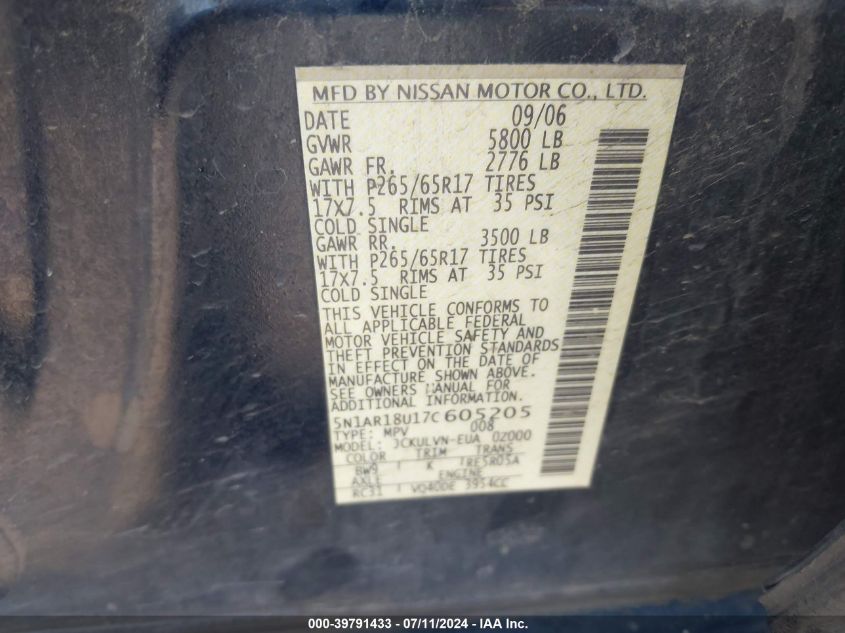 MFD BY NISSAN MOTOR CO., LTD.
DATE 09/06
GVWR 5800 LB
GAWR FR. 2776 LB
WITH P265/65R17 TIRES
17X7.5 RIMS AT 35 PSI
COLD SINGLE
GAWR RR. 3500 LB
WITH P265/65R17 TIRES
17X7.5 RIMS AT 35 PSI
COLD SINGLE
THIS VEHICLE CONFORMS TO
ALL APPLICABLE FEDERAL
MOTOR VEHICLE SAFETY AND
THEFT PREVENTION STANDARDS
IN EFFECT ON THE DATE OF
MANUFACTURE SHOWN ABOVE.
SEE OWNERS MANUAL FOR
ADDITIONAL INFORMATION.
5N1AR18U17C605205
TYPE: MPV 008
MODEL: JCKULVN-EUA 0Z000
COLOR TRIM TRANS
BW9 K TRE5R05A
AXLE ENGINE
RC31 VQ40DE 3954CC
000-39791433 - 07/11/2024 - IAA Inc.